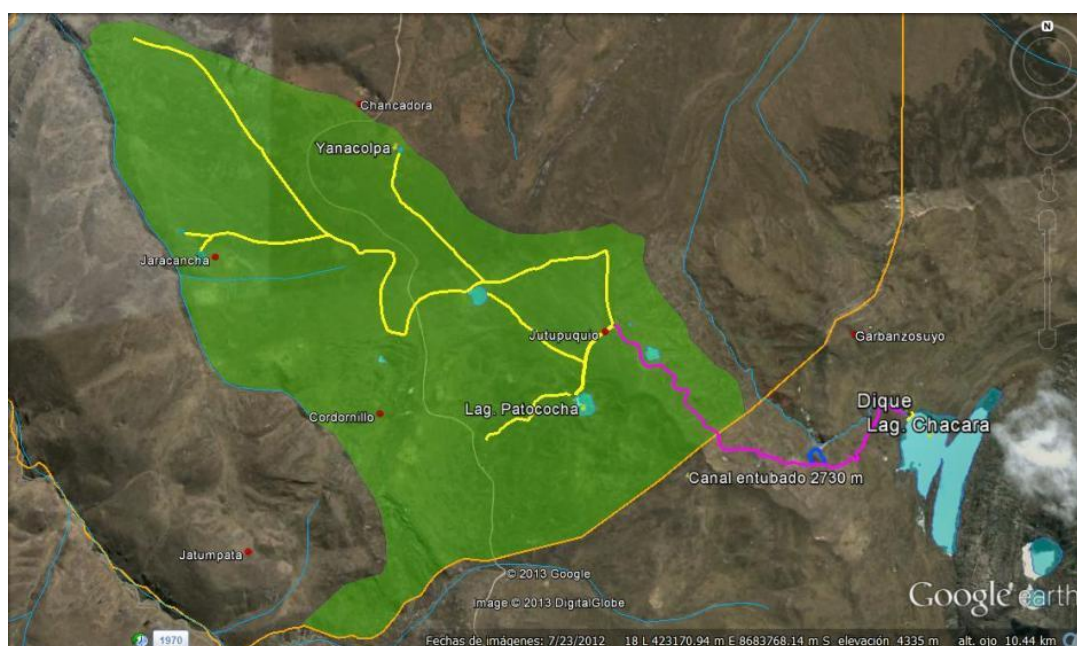 N
Chancadora
Yanacolpa
Jaracancha
Jutupuquio
Garbanzosuyo
Lag. Patococha
Cordornillo
Dique
Lag. Chacara
Canal entubado 2730 m
Jatumpata
© 2013 Google
Image © 2013 DigitalGlobe
Google earth
1970
Fechas de imágenes: 7/23/2012 18 L 423170.94 m E 8683768.14 m S elevación 4335 m alt. ojo 10.44 km